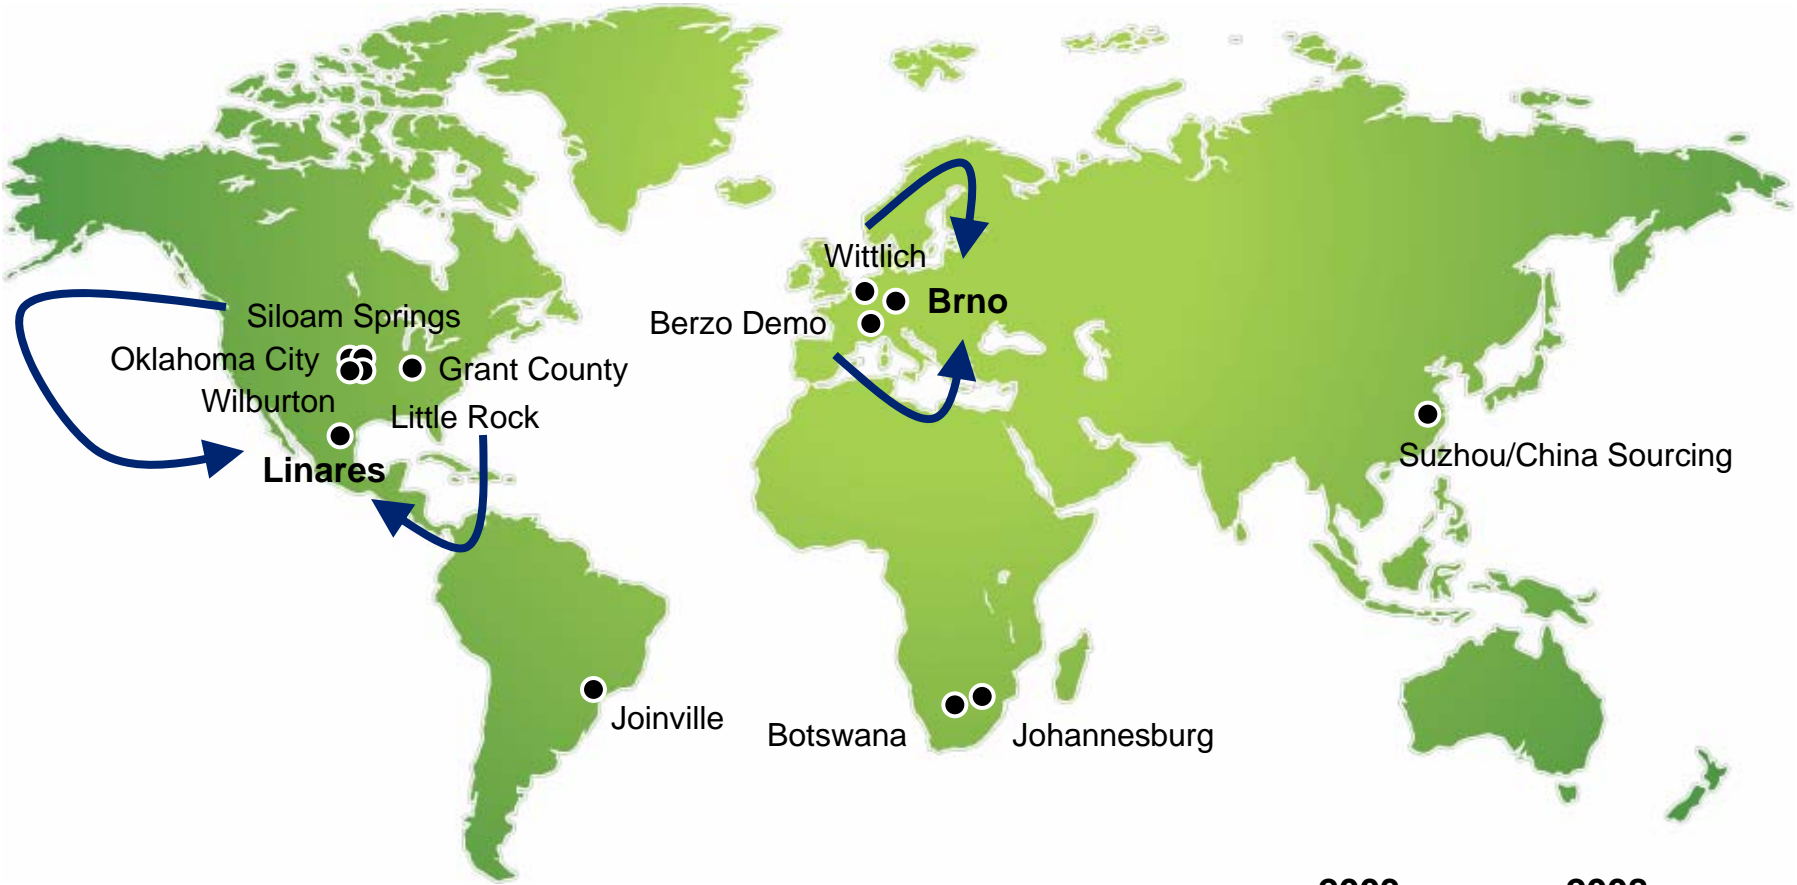 Wittlich
Brno
Berzo Demo
Siloam Springs
Oklahoma City
Grant County
Wilburton
Little Rock
Linares
Suzhou/China Sourcing
Joinville
Botswana
Johannesburg